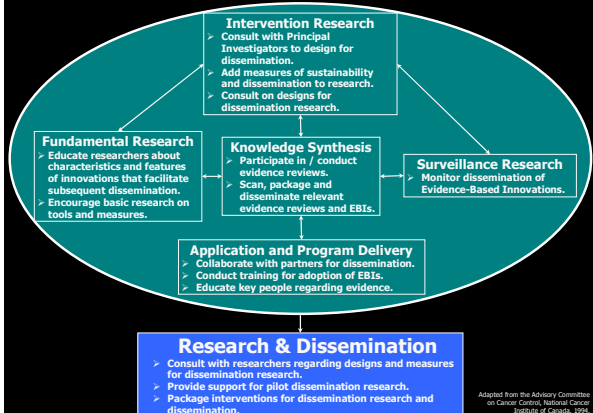 Intervention Research
➢ Consult with Principal
Investigators to design for
dissemination.
➢ Add measures of sustainability
and dissemination to research.
➢ Consult on designs for
dissemination research.
Fundamental Research
➢ Educate researchers about
characteristics and features
of innovations that facilitate
subsequent dissemination.
➢ Encourage basic research on
tools and measures.
Knowledge Synthesis
➢ Participate in / conduct
evidence reviews.
➢ Scan, package and
disseminate relevant
evidence reviews and EBIs.
Surveillance Research
➢ Monitor dissemination of
Evidence-Based Innovations.
Application and Program Delivery
➢ Collaborate with partners for dissemination.
➢ Conduct training for adoption of EBIs.
➢ Educate key people regarding evidence.
Research & Dissemination
➢ Consult with researchers regarding designs and measures
for dissemination research.
➢ Provide support for pilot dissemination research.
➢ Package interventions for dissemination research and
dissemination.
Adapted from the Advisory Committee
on Cancer Control, National Cancer
Institute of Canada, 1994.